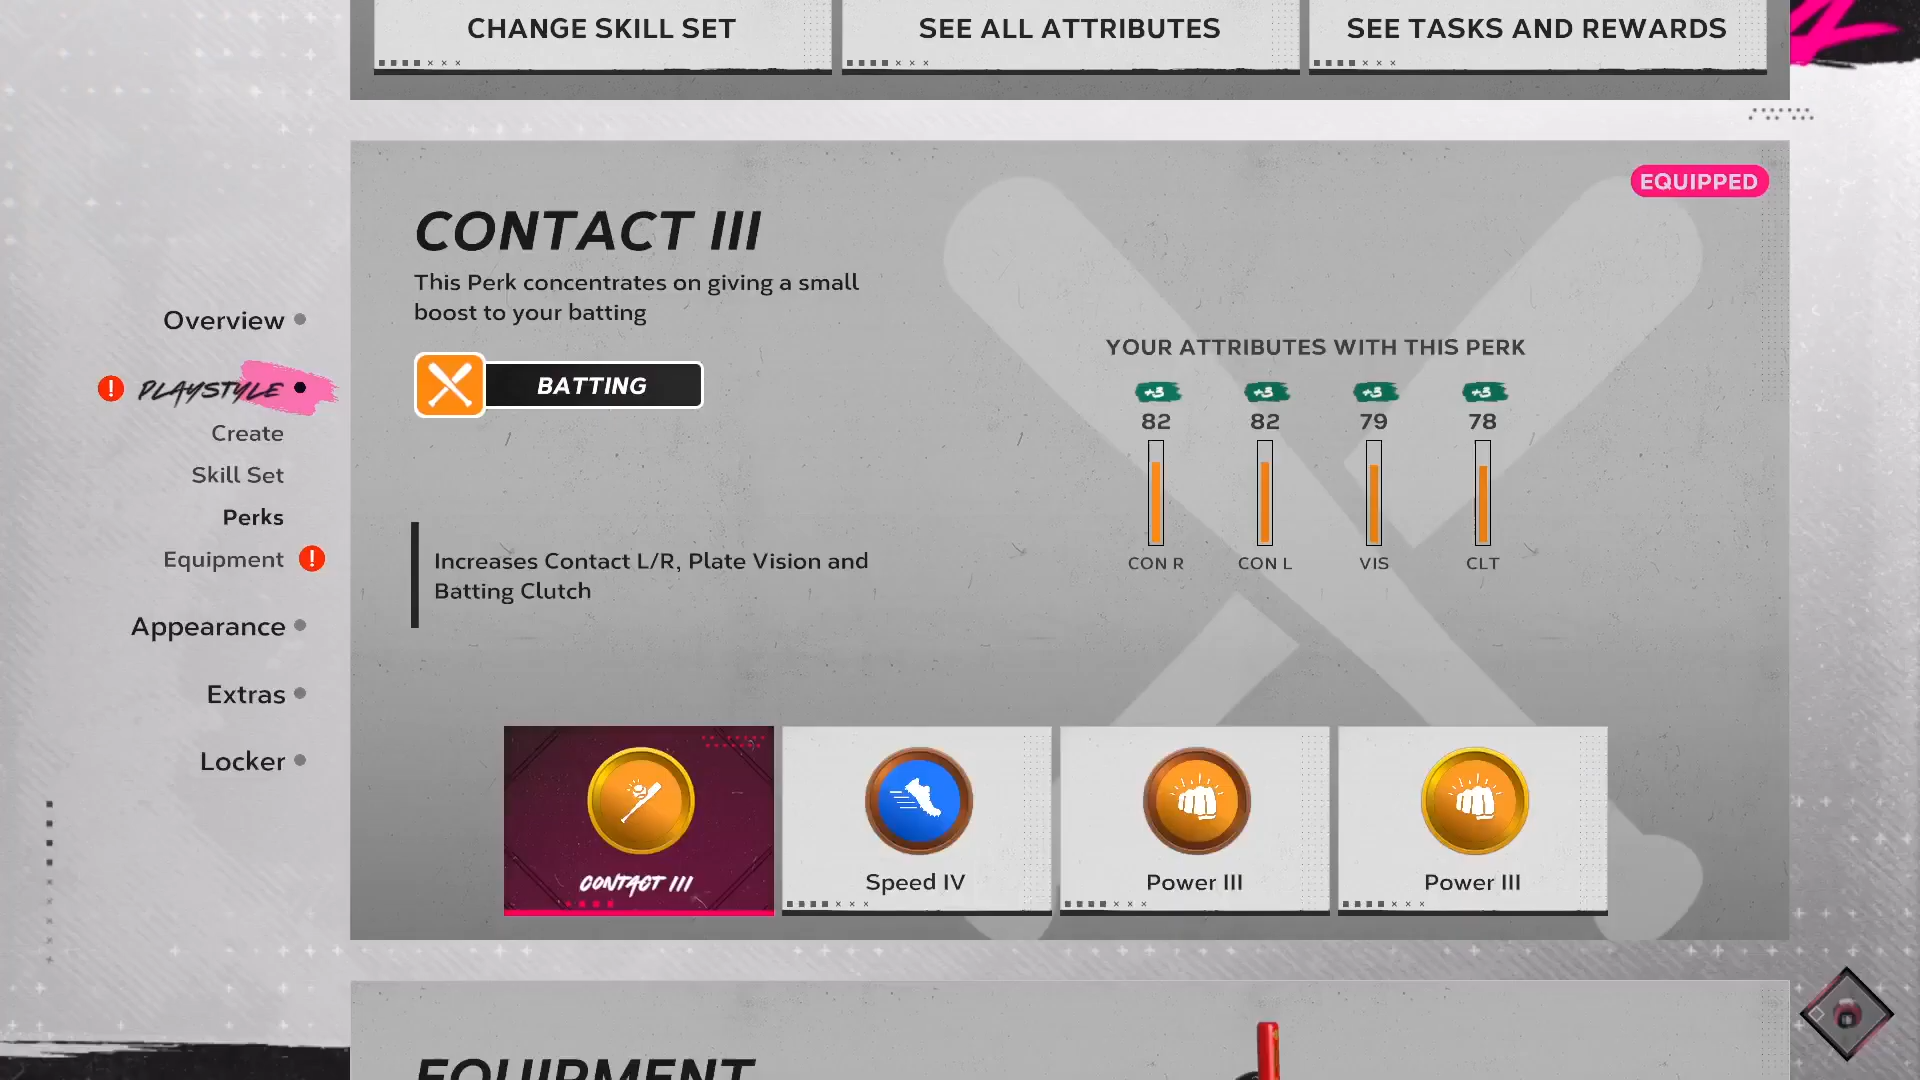 CHANGE SKILL SET
SEE ALL ATTRIBUTES
SEE TASKS AND REWARDS
EQUIPPED
CONTACT III
This Perk concentrates on giving a small
boost to your batting
BATTING
Increases Contact L/R, Plate Vision and
Batting Clutch
YOUR ATTRIBUTES WITH THIS PERK
+3 +3 +3 +3
82 82 79 78
CON R CON L VIS CLT
Overview
! PLAYSTYLE
Create
Skill Set
Perks
Equipment !
Appearance
Extras
Locker
CONTACT III
Speed IV
Power III
Power III
EQUIPMENT